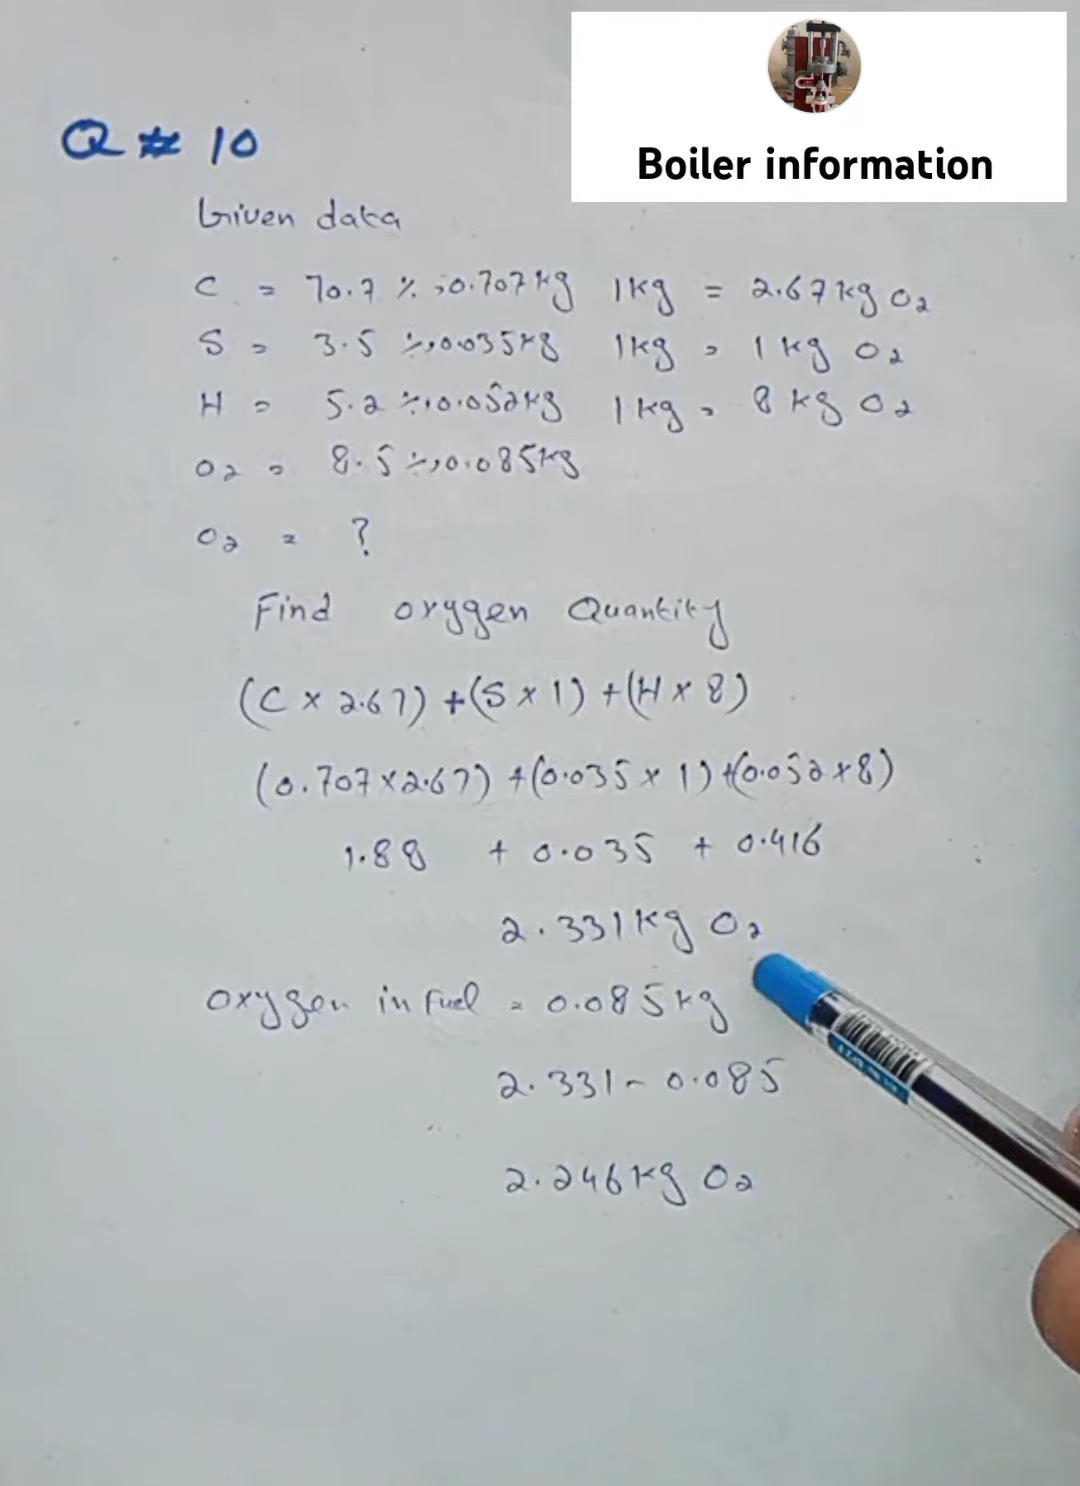 Boiler information
Q # 10
Given data
C = 70.7 %, 0.707 kg 1kg = 2.67 kg O2
S = 3.5 %, 0.035 kg 1kg = 1 kg O2
H = 5.2 %, 0.052 kg 1 kg = 8 kg O2
O2 = 8.5 %, 0.085 kg
O2 = ?
Find oxygen Quantity
(C × 2.67) + (S × 1) + (H × 8)
(0.707 × 2.67) + (0.035 × 1) + (0.052 × 8)
1.88 + 0.035 + 0.416
2.331 kg O2
oxygen in fuel = 0.085 kg
2.331 - 0.085
2.246 kg O2